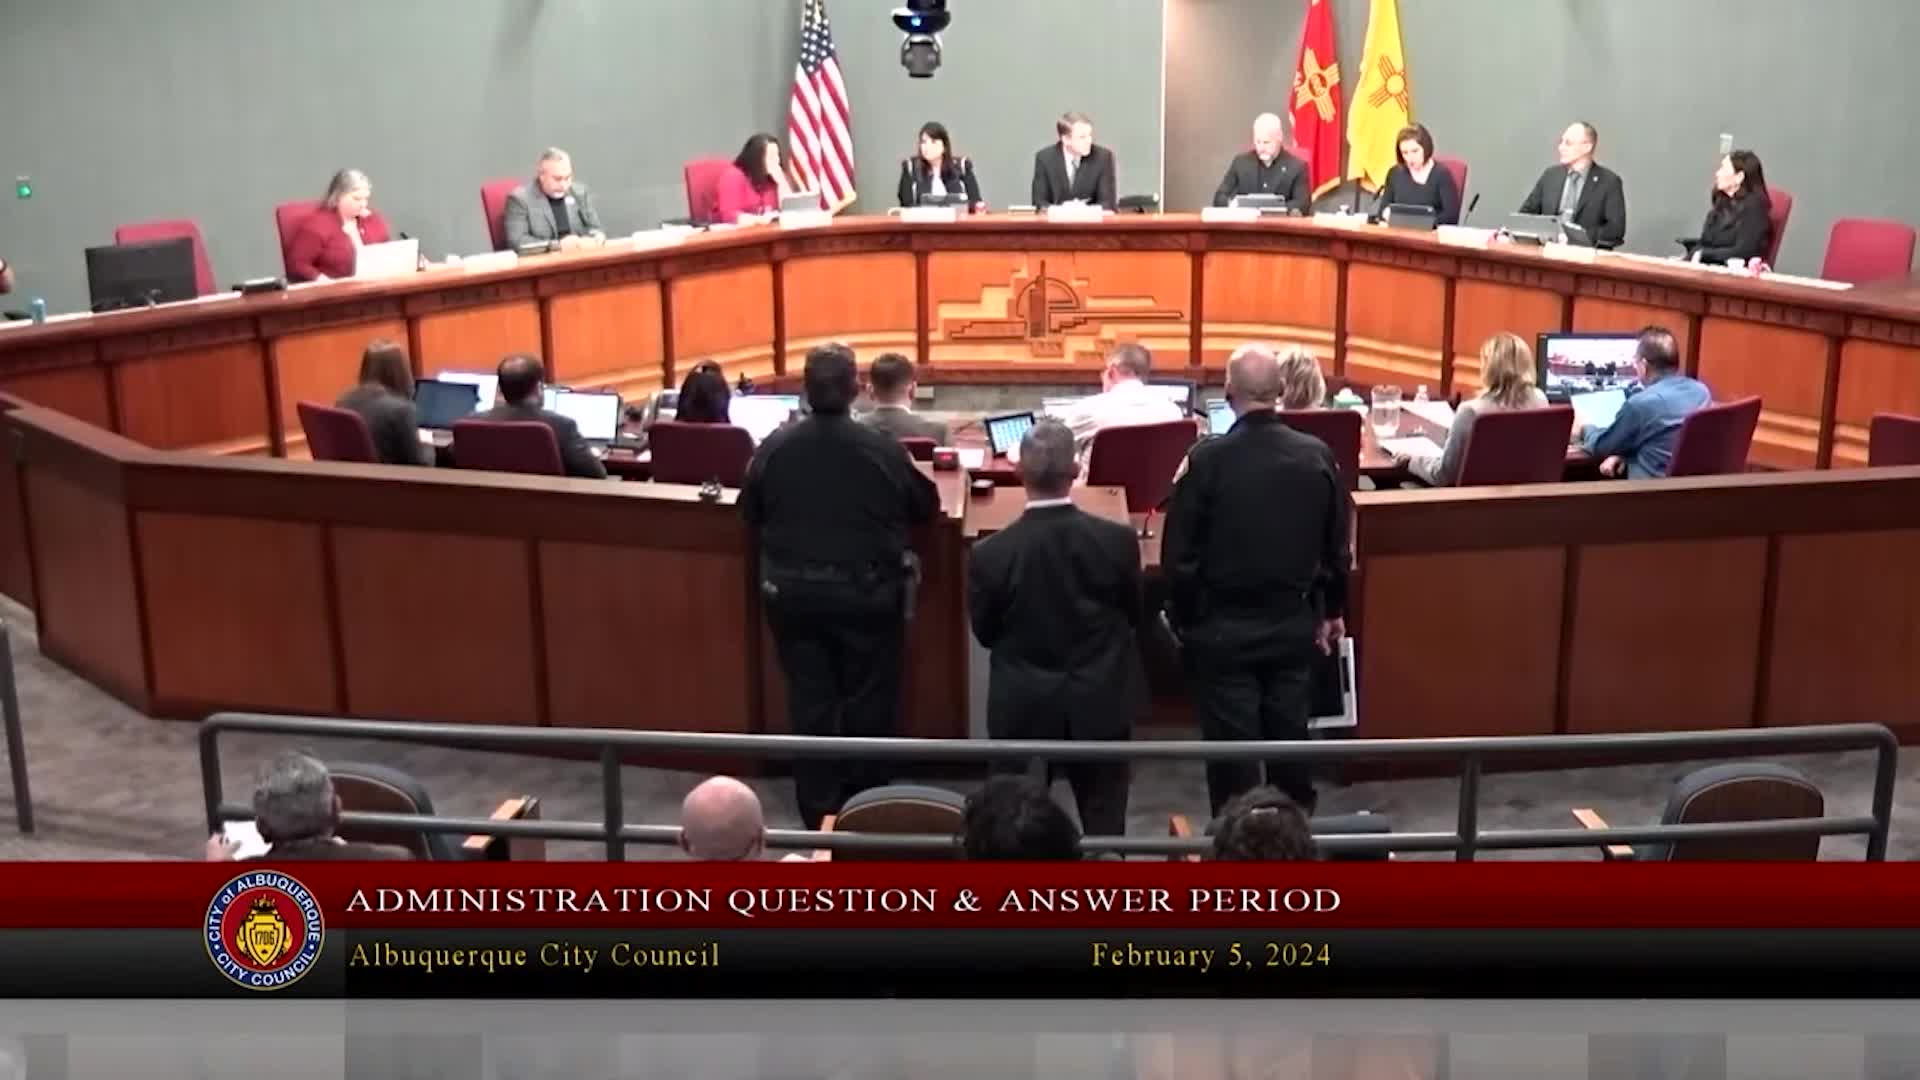 ADMINISTRATION QUESTION & ANSWER PERIOD
Albuquerque City Council
February 5, 2024
CITY of ALBUQUERQUE
1706
CITY COUNCIL